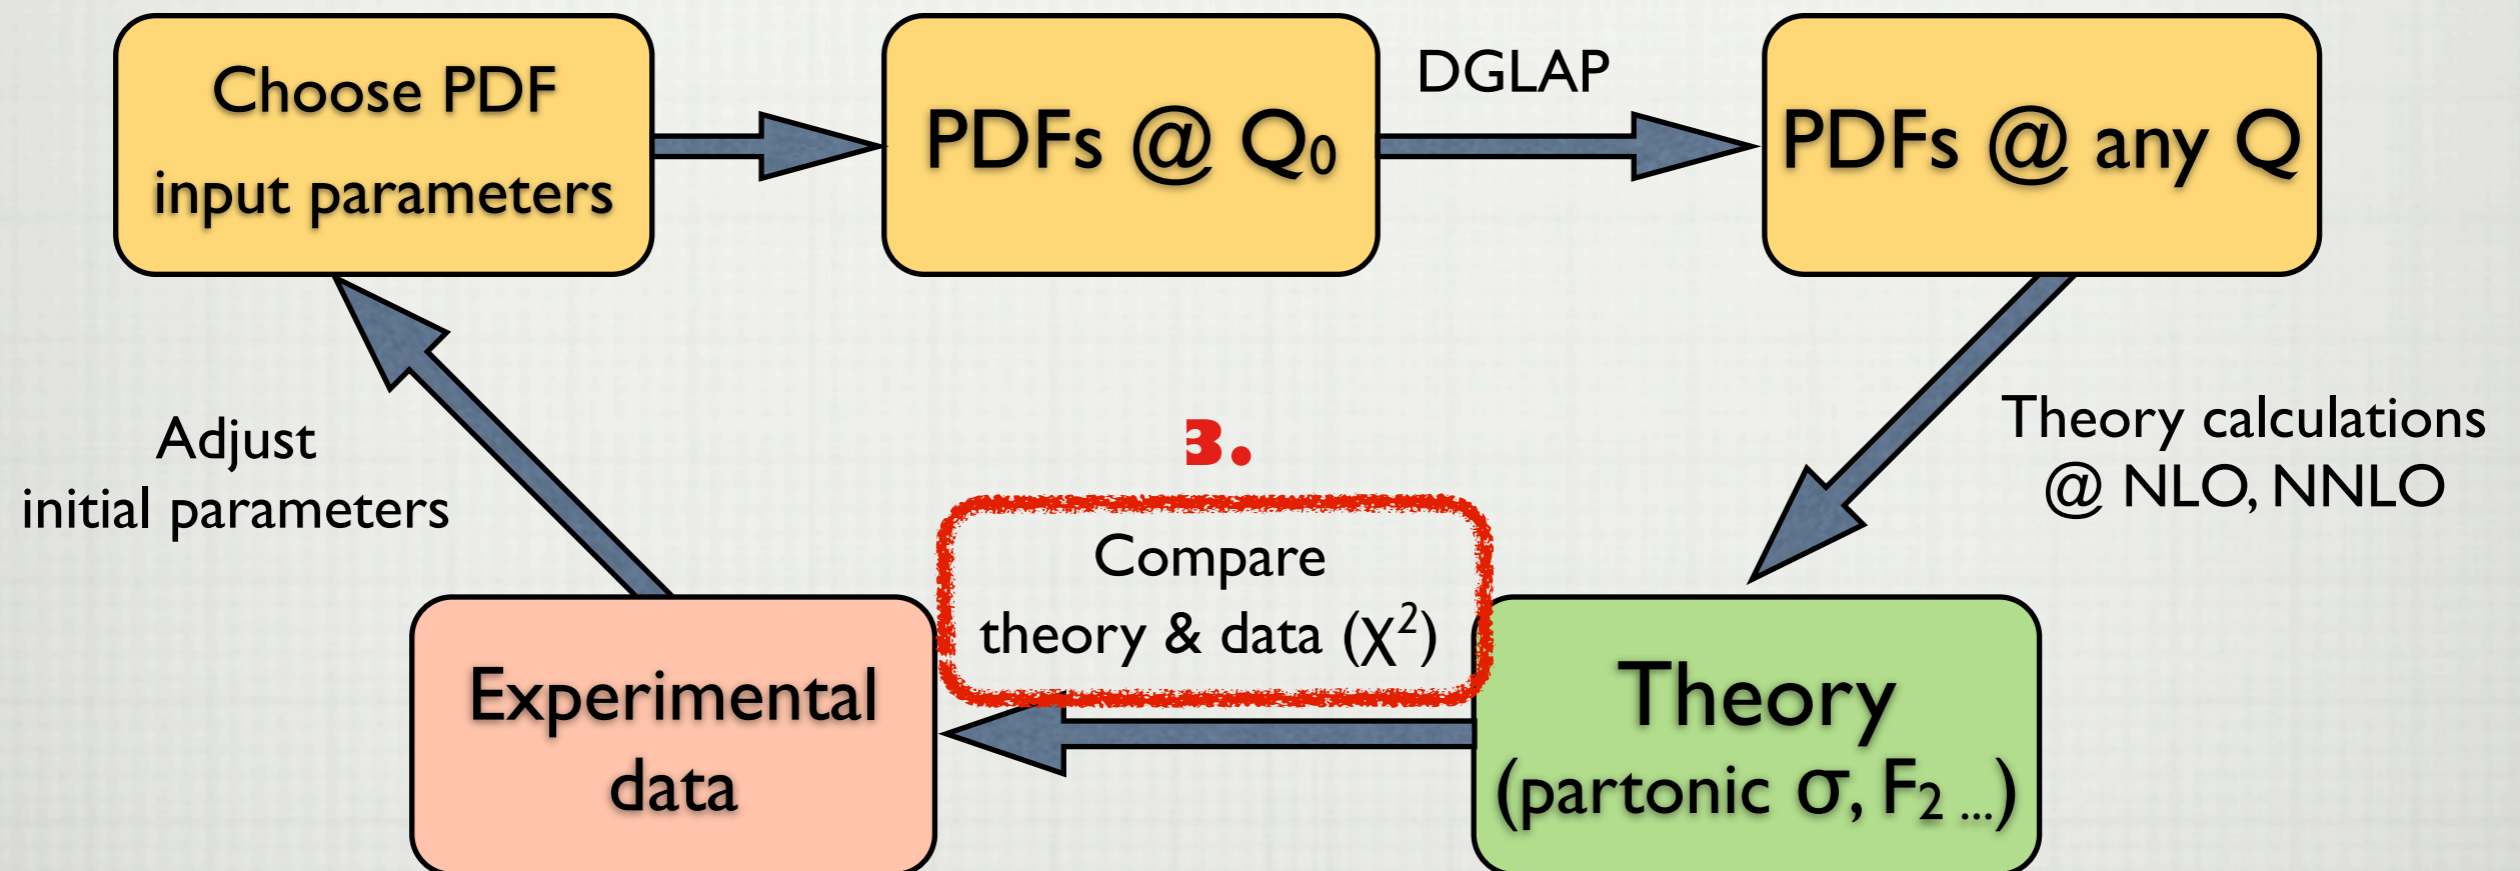 Choose PDF
input parameters
PDFs @ Q₀
DGLAP
PDFs @ any Q
Adjust
initial parameters
3.
Compare
theory & data (χ²)
Theory calculations
@ NLO, NNLO
Experimental
data
Theory
(partonic σ, F₂ ...)